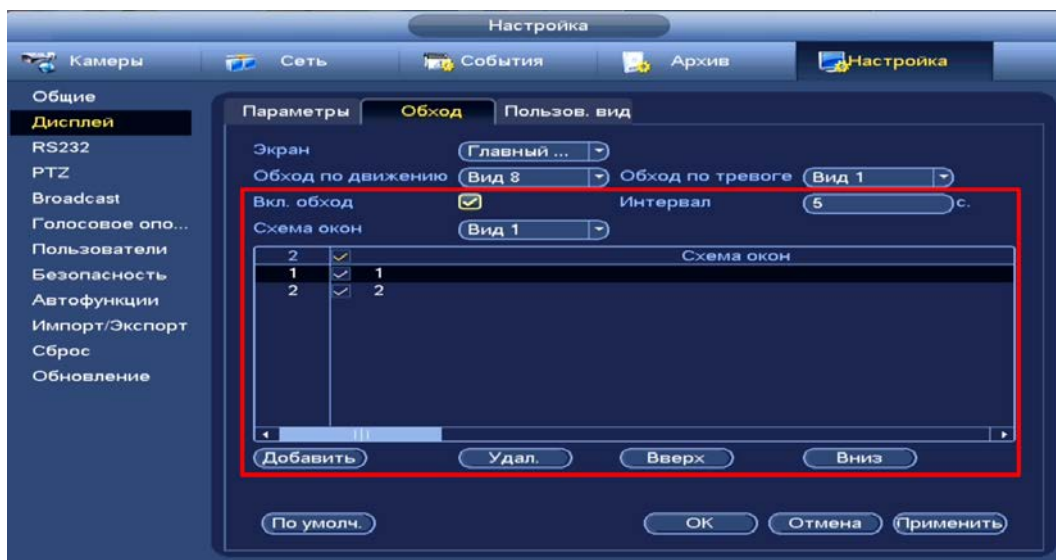 Настройка
Камеры Сеть События Архив Настройка
Общие
Дисплей
RS232
PTZ
Broadcast
Голосовое опо...
Пользователи
Безопасность
Автофункции
Импорт/Экспорт
Сброс
Обновление
Параметры Обход Пользов. вид
Экран Главный ...
Обход по движению Вид 8 Обход по тревоге Вид 1
Вкл. обход Интервал 5 с.
Схема окон Вид 1
2 Схема окон
1 1
2 2
Добавить Удал. Вверх Вниз
По умолч. ОК Отмена Применить